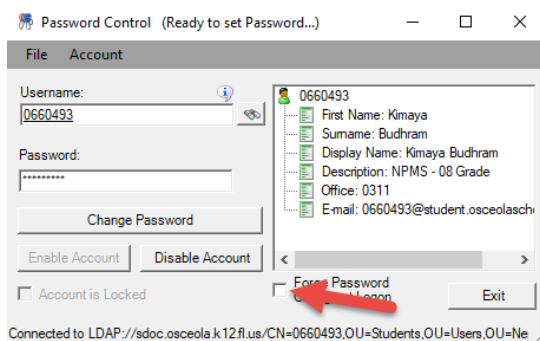 Password Control (Ready to set Password...)
File Account
Username:
0660493
Password:
*********
Change Password
Enable Account Disable Account
Account is Locked
0660493
First Name: Kimaya
Surname: Budhram
Display Name: Kimaya Budhram
Description: NPMS - 08 Grade
Office: 0311
E-mail: 0660493@student.osceolascho
Password
Exit
Connected to LDAP://sdoc.osceola.k12.fl.us/CN=0660493,OU=Students,OU=Users,OU=Ne